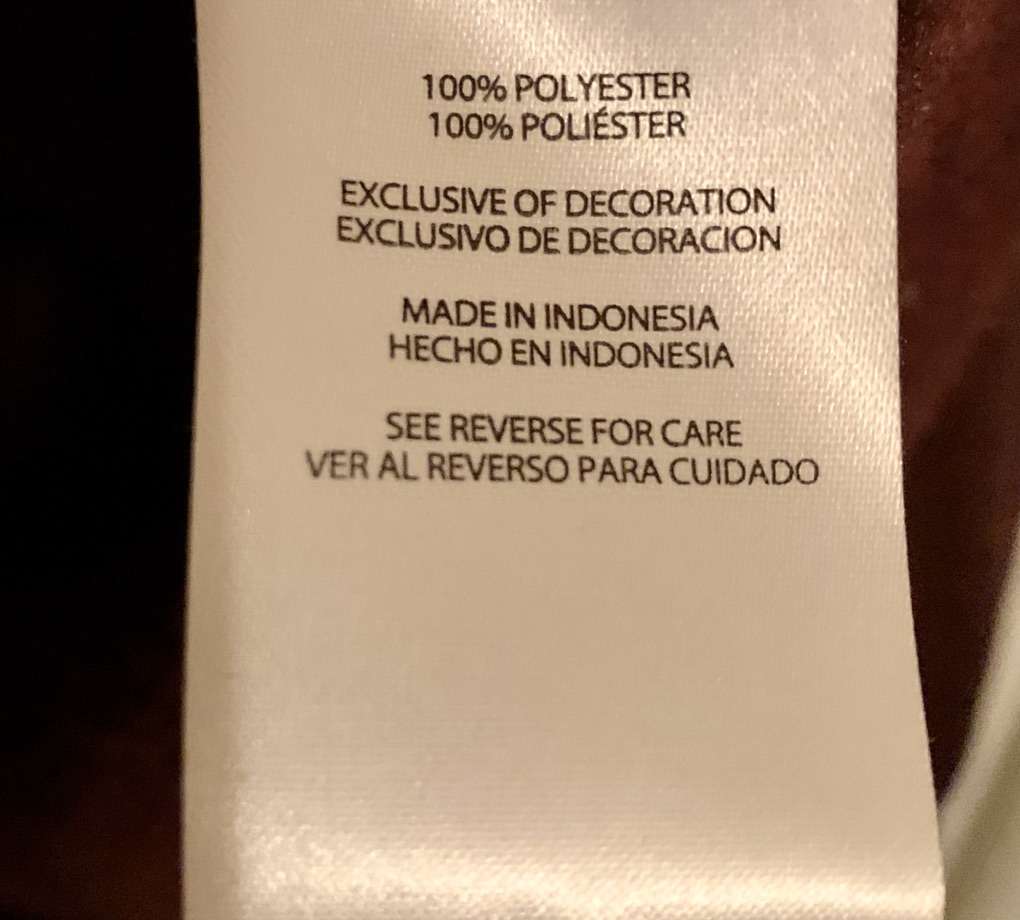 100% POLYESTER
100% POLIÉSTER
EXCLUSIVE OF DECORATION
EXCLUSIVO DE DECORACION
MADE IN INDONESIA
HECHO EN INDONESIA
SEE REVERSE FOR CARE
VER AL REVERSO PARA CUIDADO